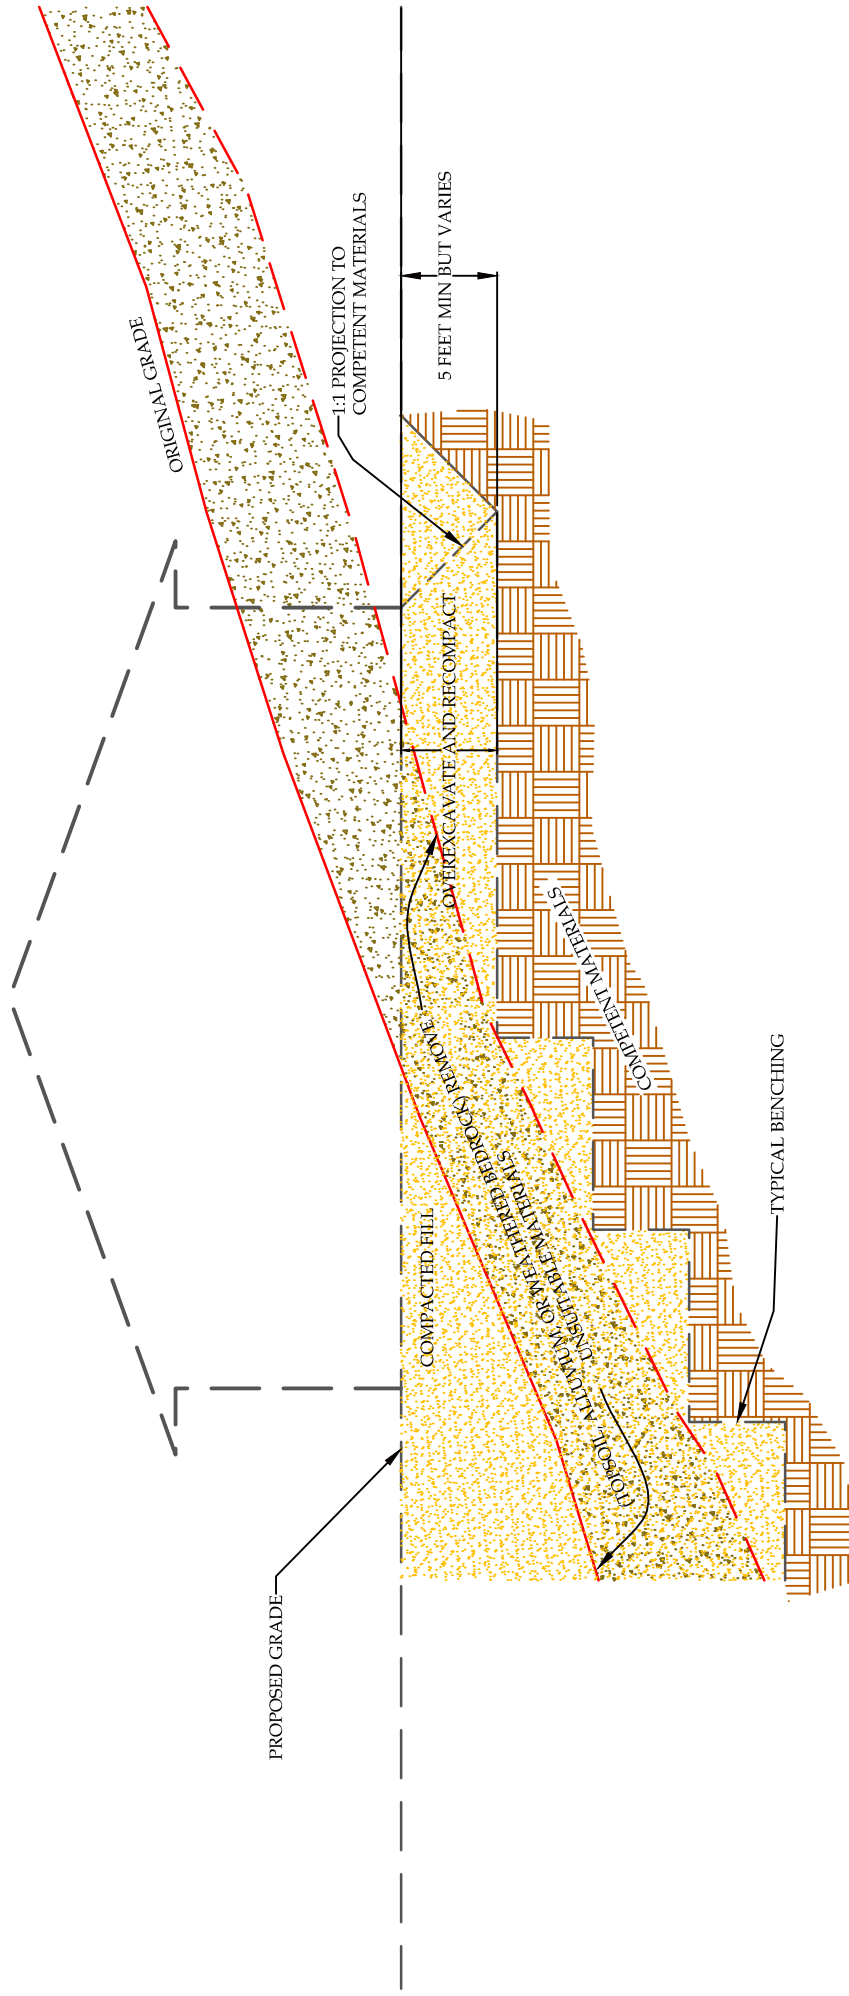 ORIGINAL GRADE
1:1 PROJECTION TO
COMPETENT MATERIALS
5 FEET MIN BUT VARIES
OVEREXCAVATE AND RECOMPACT
COMPACTED FILL
UNSUITABLE MATERIALS
(TOPSOIL, ALLUVIUM OR WEATHERED BEDROCK) REMOVE
COMPETENT MATERIALS
TYPICAL BENCHING
PROPOSED GRADE